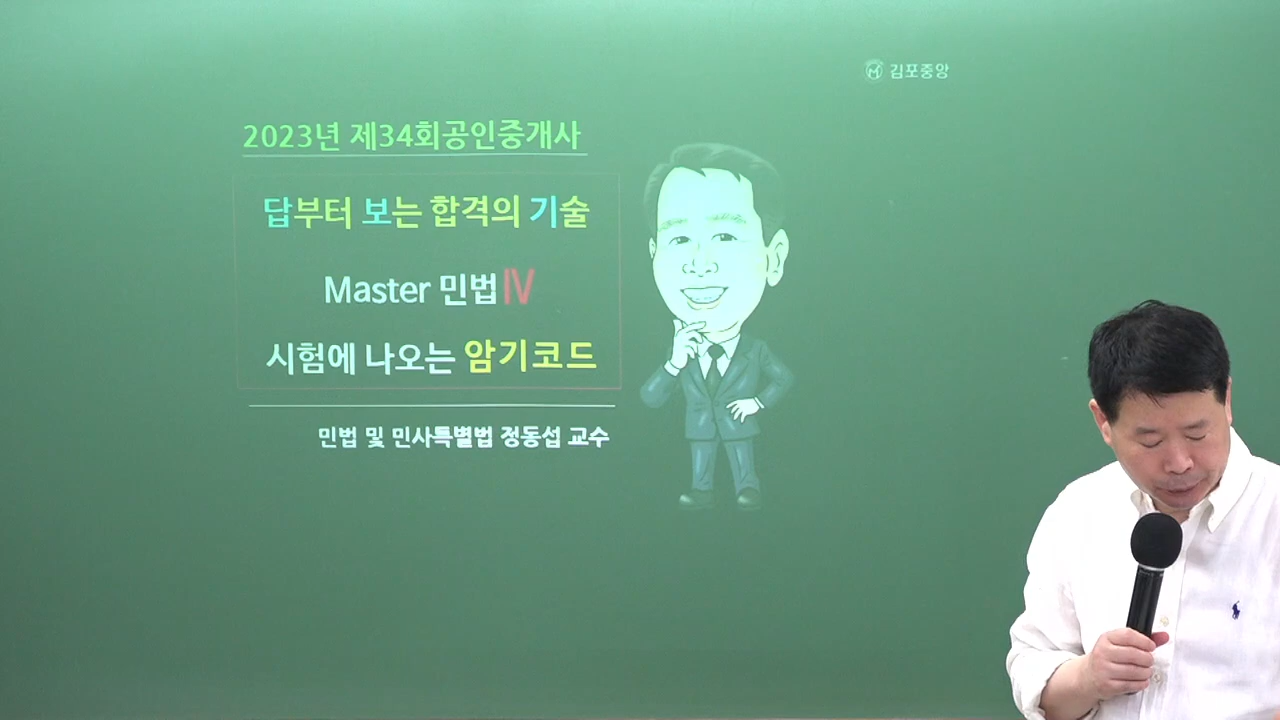 김포중앙
2023년 제34회공인중개사
답부터 보는 합격의 기술
Master 민법 Ⅳ
시험에 나오는 암기코드
민법 및 민사특별법 정동섭 교수